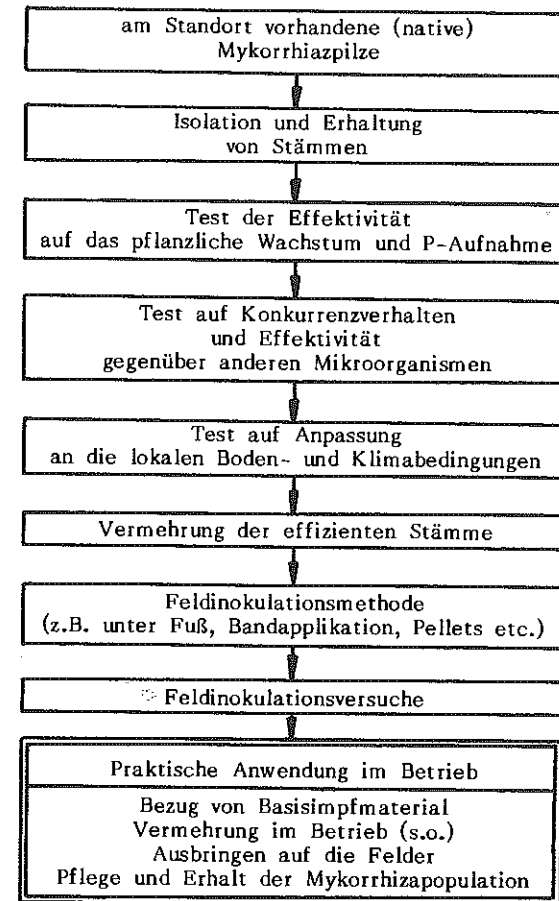 am Standort vorhandene (native)
Mykorrhiazpilze
Isolation und Erhaltung
von Stämmen
Test der Effektivität
auf das pflanzliche Wachstum und P-Aufnahme
Test auf Konkurrenzverhalten
und Effektivität
gegenüber anderen Mikroorganismen
Test auf Anpassung
an die lokalen Boden- und Klimabedingungen
Vermehrung der effizienten Stämme
Feldinokulationsmethode
(z.B. unter Fuß, Bandapplikation, Pellets etc.)
Feldinokulationsversuche
Praktische Anwendung im Betrieb
Bezug von Basisimpfmaterial
Vermehrung im Betrieb (s.o.)
Ausbringen auf die Felder
Pflege und Erhalt der Mykorrhizapopulation